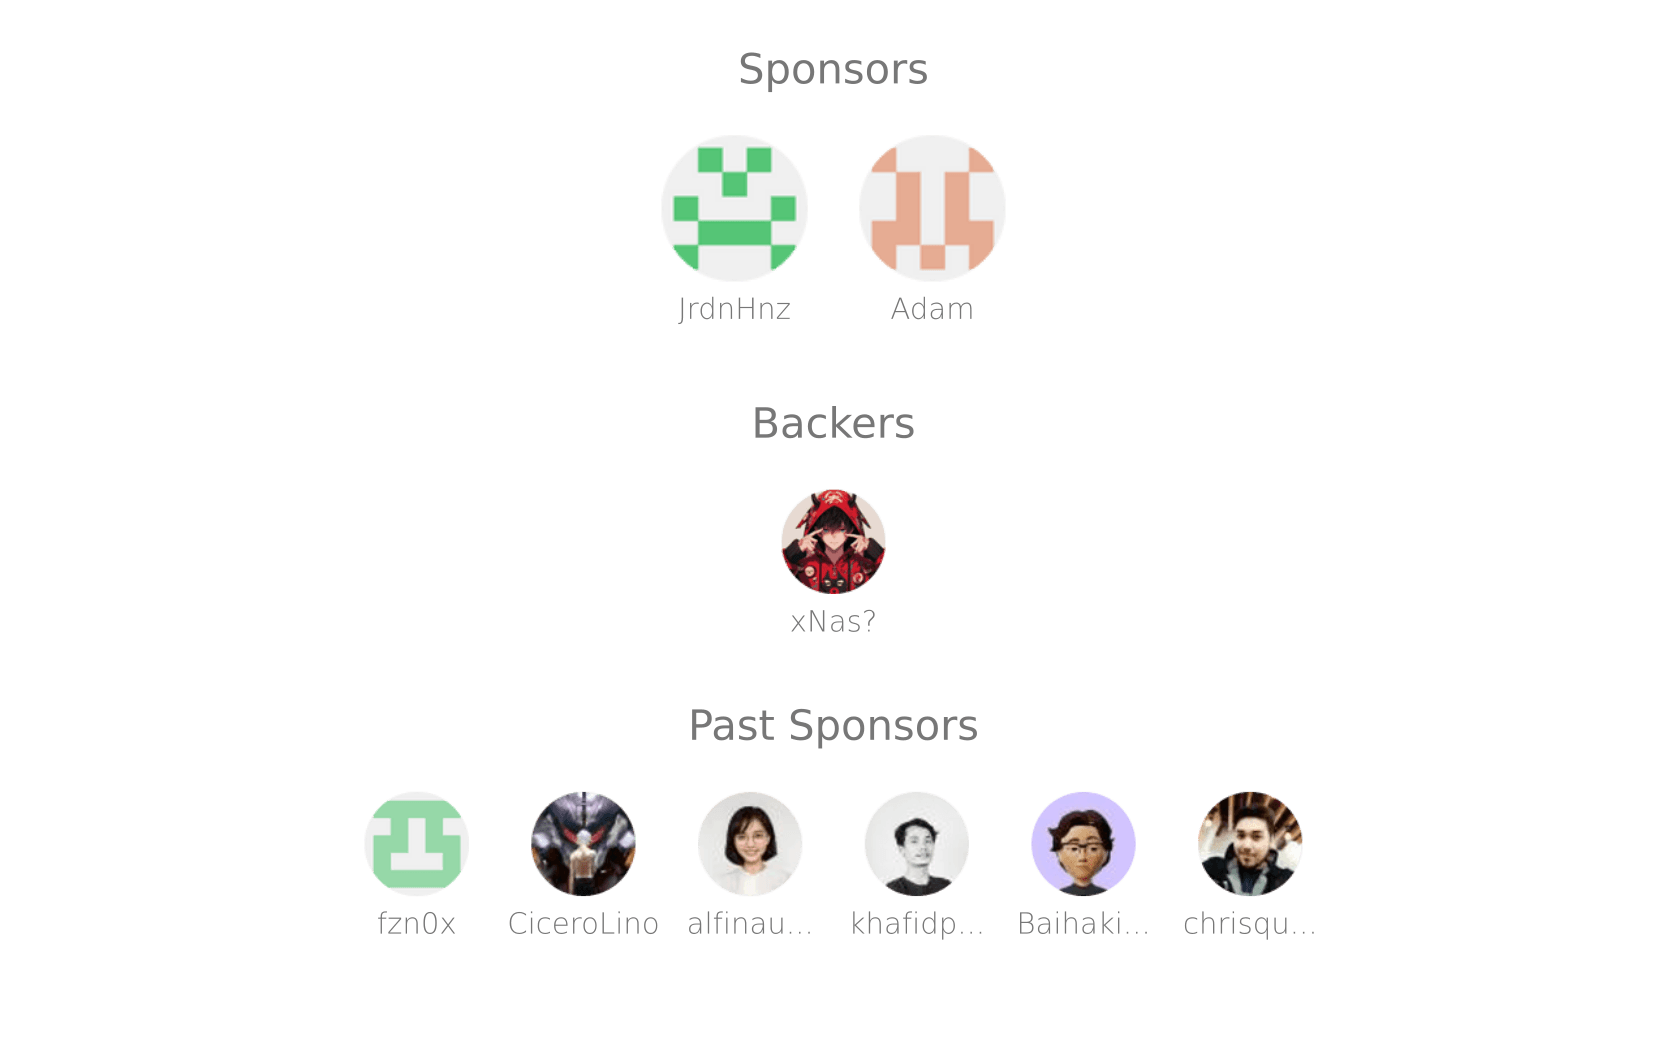 Sponsors
JrdnHnz Adam
Backers
xNas?
Past Sponsors
fzn0x CiceroLino alfinau... khafidp... Baihaki... chrisqu...